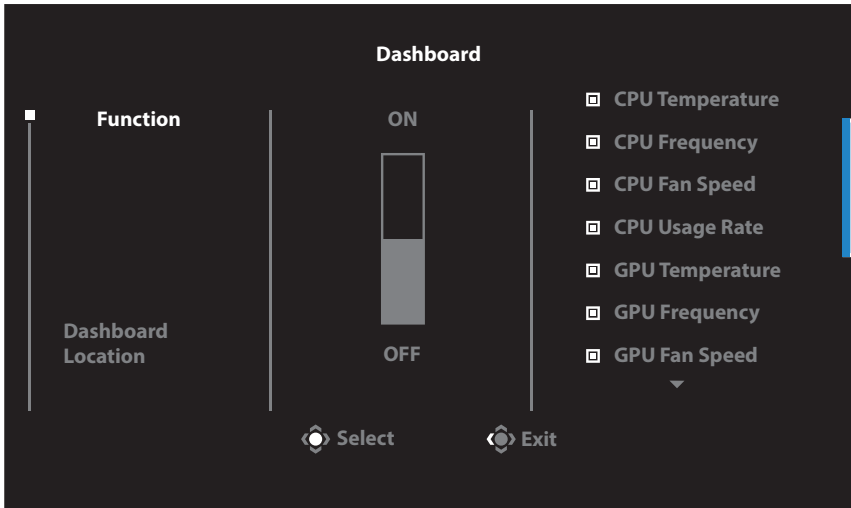 Dashboard
Function
Dashboard
Location
ON
OFF
CPU Temperature
CPU Frequency
CPU Fan Speed
CPU Usage Rate
GPU Temperature
GPU Frequency
GPU Fan Speed
Select
Exit